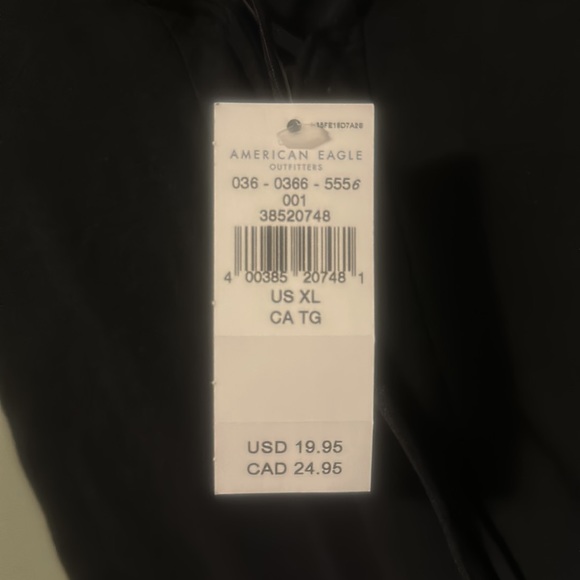 AMERICAN EAGLE
OUTFITTERS
036 - 0366 - 5556
001
38520748
4 00385 20748 1
US XL
CA TG
USD 19.95
CAD 24.95